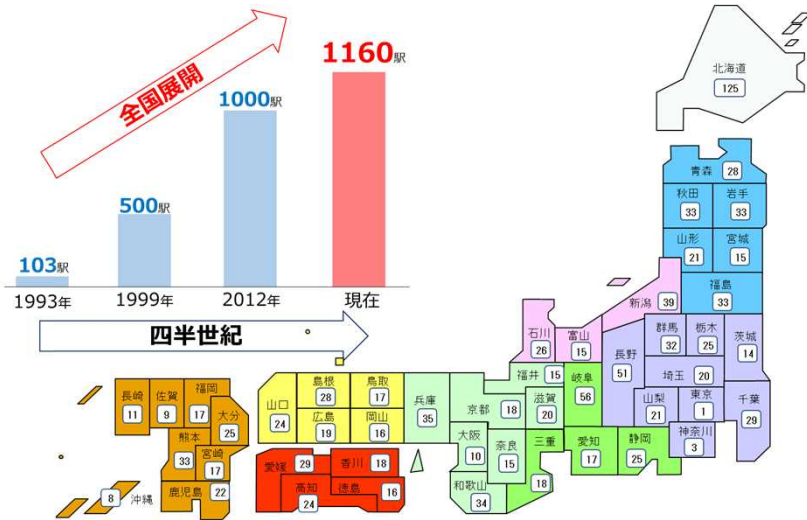 全国展開
1160駅
1000駅
500駅
103駅
1993年
1999年
2012年
現在
四半世紀
北海道
125
青森 28
秋田
33
岩手
33
山形
21
宮城
15
福島
33
新潟
39
石川
26
富山
15
福井 15
岐阜
56
長野
51
群馬
32
栃木
25
茨城
14
埼玉 20
山梨
21
東京
1
千葉
29
神奈川
3
静岡
25
愛知
17
三重
18
滋賀
20
京都 18
兵庫
35
大阪
10
奈良
15
和歌山
34
鳥取
17
島根
28
岡山
16
広島
19
山口
24
香川 18
愛媛 29
徳島 16
高知
24
福岡
17
佐賀
9
長崎
11
大分
25
熊本
33
宮崎
17
鹿児島 22
沖縄
8